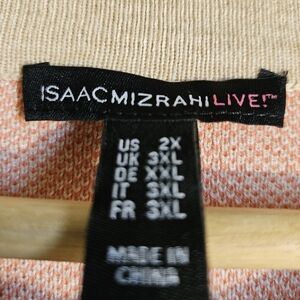 ISAACMIZRAHILIVE!™
US 2X
UK 3XL
DE XXL
IT 3XL
FR 3XL
MADE IN
CHINA